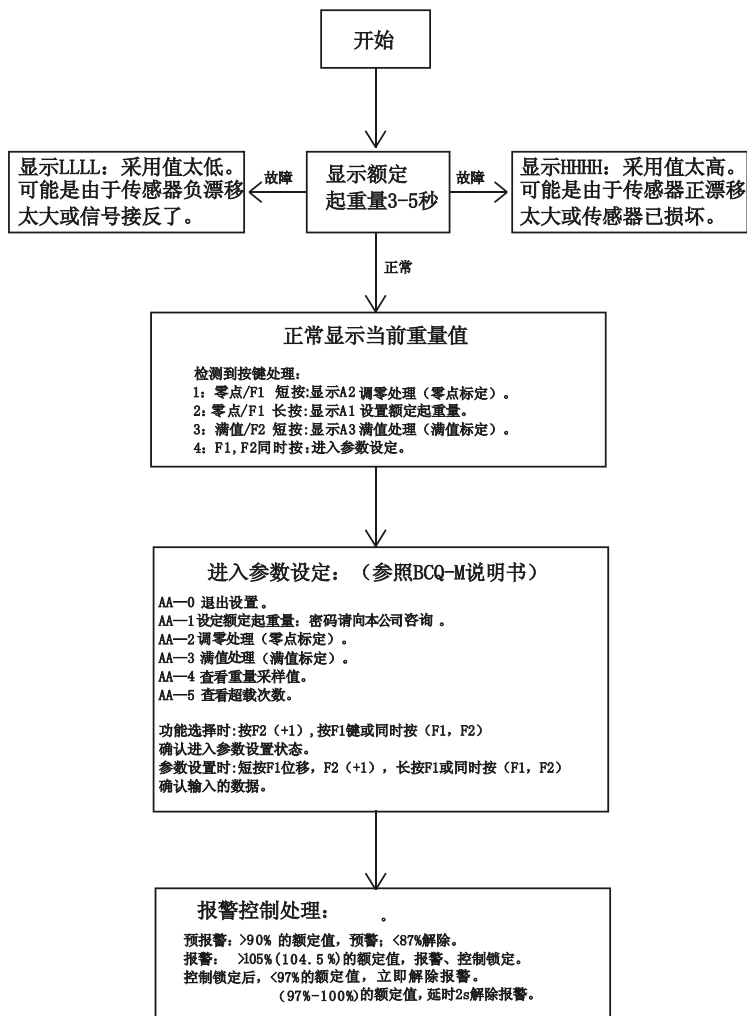 开始
显示LLLL：采用值太低。
可能是由于传感器负漂移
太大或信号接反了。
故障
显示额定
起重量3-5秒
故障
显示HHHH：采用值太高。
可能是由于传感器正漂移
太大或传感器已损坏。
正常
正常显示当前重量值
检测到按键处理：
1：零点/F1 短按:显示A2调零处理（零点标定）。
2：零点/F1 长按:显示A1设置额定起重量。
3：满值/F2 短按:显示A3满值处理（满值标定）。
4：F1,F2同时按:进入参数设定。
进入参数设定：（参照BCQ-M说明书）
AA—0 退出设置。
AA—1设定额定起重量：密码请向本公司咨询 。
AA—2调零处理（零点标定）。
AA—3 满值处理（满值标定）。
AA—4 查看重量采样值。
AA—5 查看超载次数。
功能选择时:按F2（+1）,按F1键或同时按（F1，F2）
确认进入参数设置状态。
参数设置时:短按F1位移，F2（+1），长按F1或同时按（F1，F2）
确认输入的数据。
报警控制处理： 。
预报警：>90% 的额定值，预警；<87%解除。
报警： >105%(104.5%)的额定值，报警、控制锁定。
控制锁定后，<97%的额定值，立即解除报警。
(97%-100%)的额定值,延时2s解除报警。